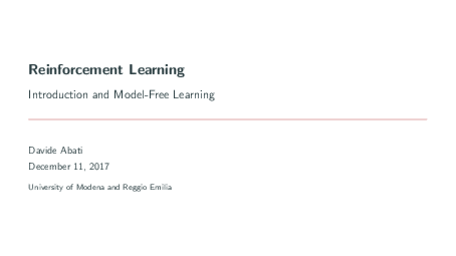 Reinforcement Learning
Introduction and Model-Free Learning
Davide Abati
December 11, 2017
University of Modena and Reggio Emilia